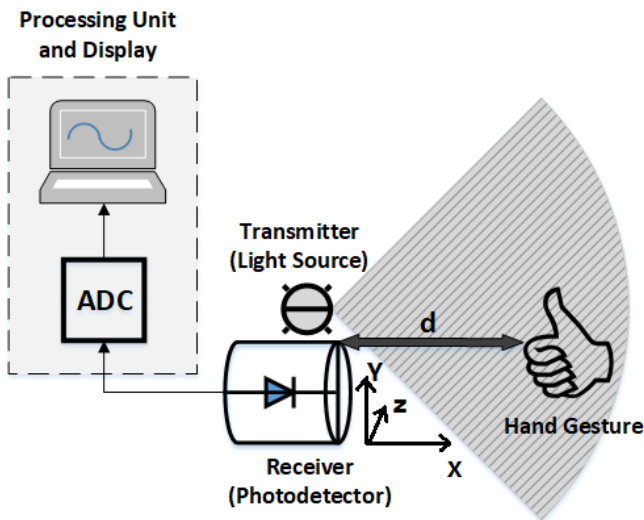 Processing Unit
and Display
Transmitter
(Light Source)
ADC
d
Y
z
X
Hand Gesture
Receiver
(Photodetector)